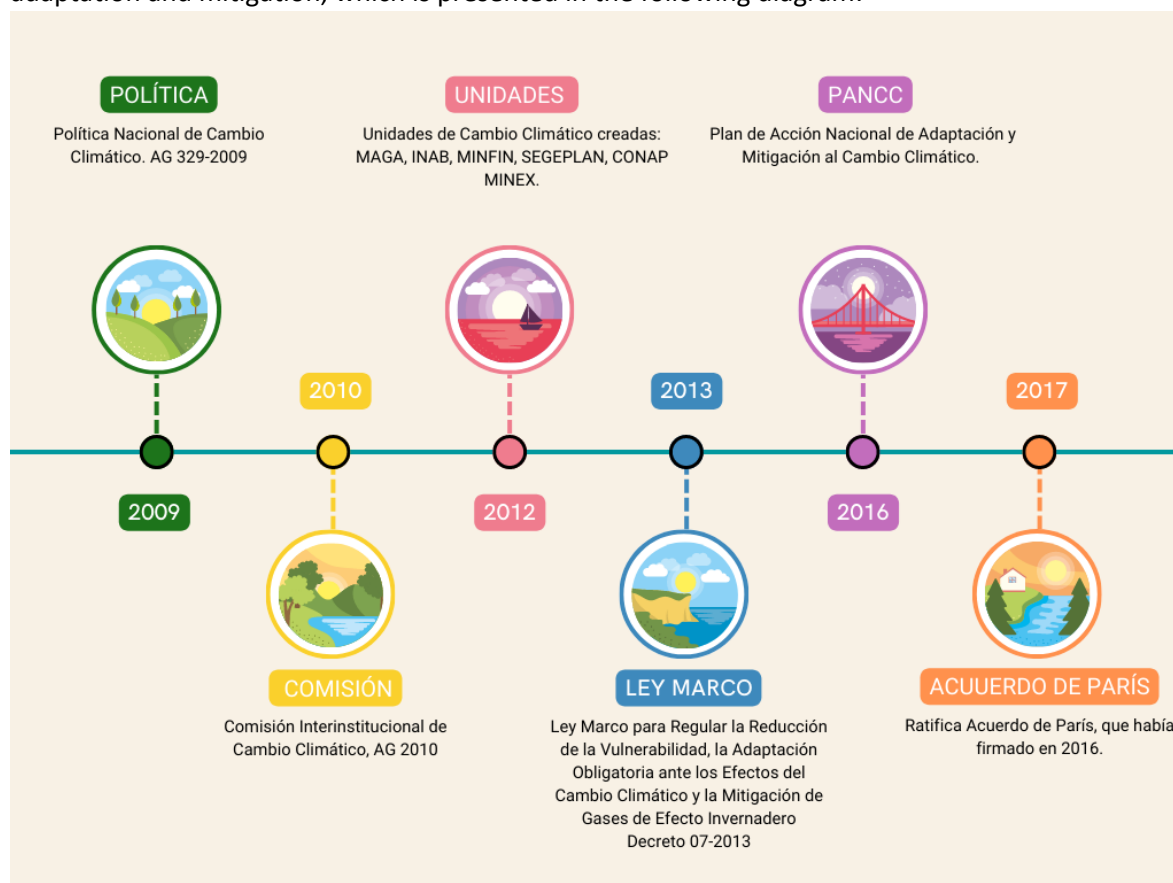 adaptation and mitigation, which is presented in the following diagram:
POLÍTICA
Política Nacional de Cambio
Climático. AG 329-2009
UNIDADES
Unidades de Cambio Climático creadas:
MAGA, INAB, MINFIN, SEGEPLAN, CONAP
MINEX.
PANCC
Plan de Acción Nacional de Adaptación y
Mitigación al Cambio Climático.
2010
2013
2017
2009
2012
2016
COMISIÓN
Comisión Interinstitucional de
Cambio Climático, AG 2010
LEY MARCO
Ley Marco para Regular la Reducción
de la Vulnerabilidad, la Adaptación
Obligatoria ante los Efectos del
Cambio Climático y la Mitigación de
Gases de Efecto Invernadero
Decreto 07-2013
ACUUERDO DE PARÍS
Ratifica Acuerdo de París, que había
firmado en 2016.